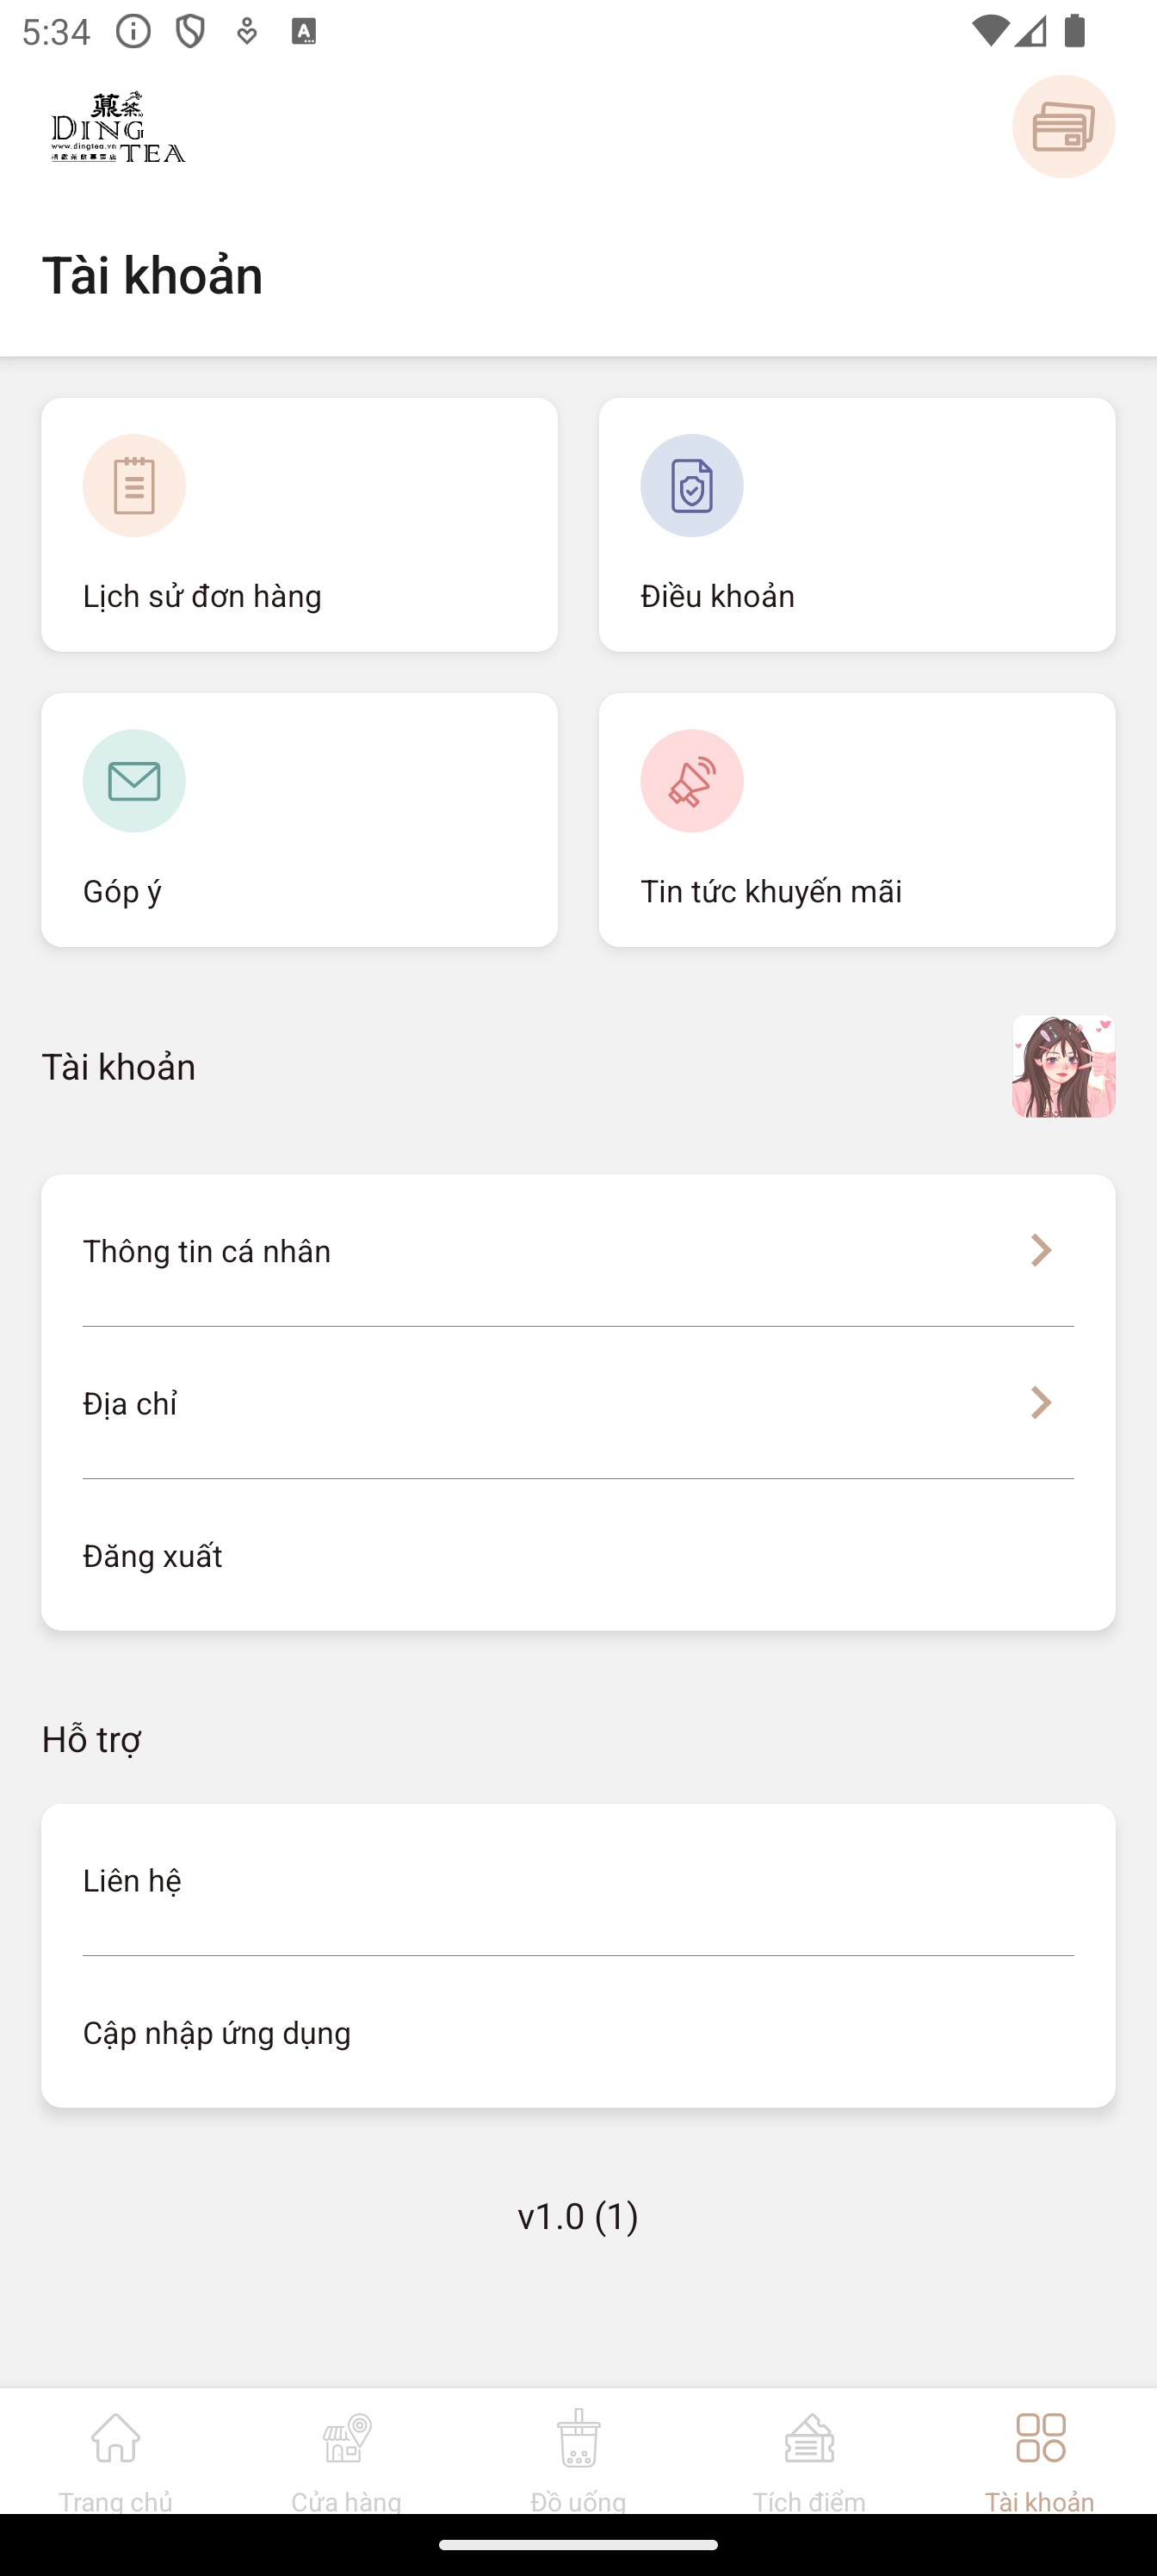 5:34
鼎茶
DING
www.dingtea.vn
TEA
Tài khoản
Lịch sử đơn hàng
Điều khoản
Góp ý
Tin tức khuyến mãi
Tài khoản
Thông tin cá nhân
Địa chỉ
Đăng xuất
Hỗ trợ
Liên hệ
Cập nhập ứng dụng
v1.0 (1)
Trang chủ
Cửa hàng
Đồ uống
Tích điểm
Tài khoản